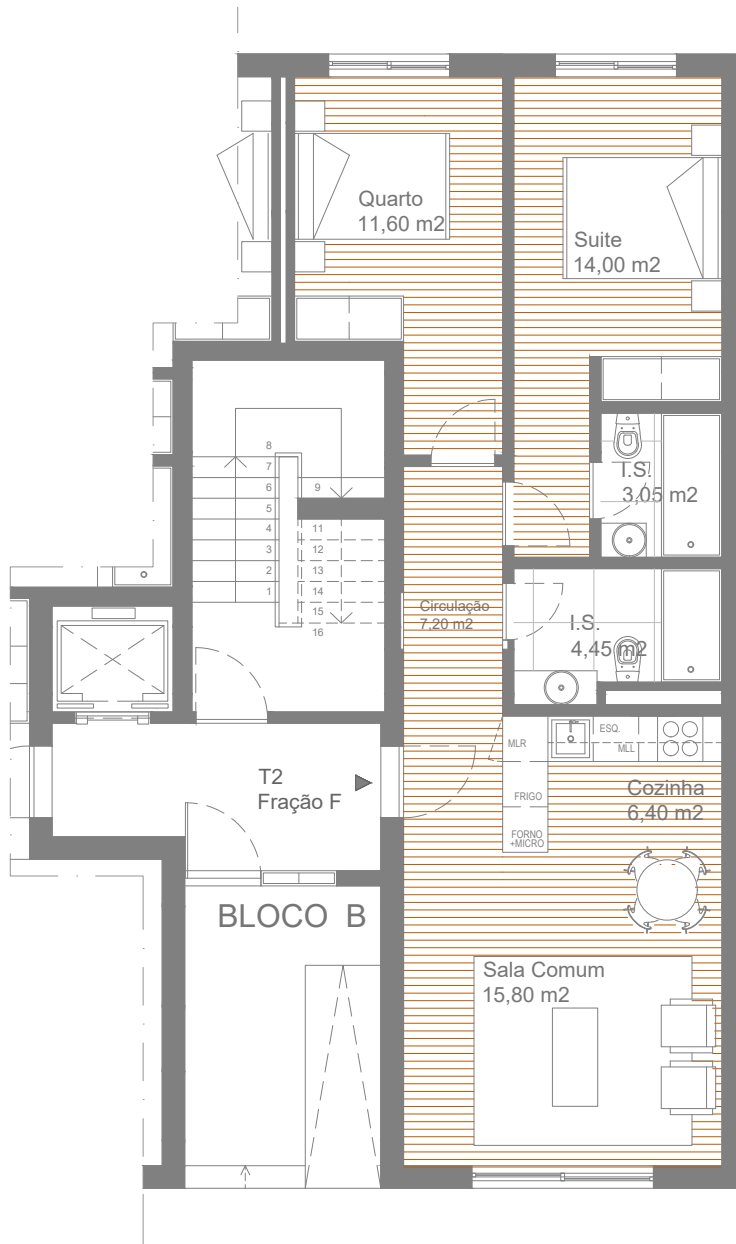 Quarto
11,60 m2
Suite
14,00 m2
8
7
6
9
5
4
11
3
12
2
13
1
14
15
16
I.S.
3,05 m2
Circulação
7,20 m2
I.S.
4,45 m2
MLR
ESQ.
MLL
FRIGO
FORNO
+MICRO
Cozinha
6,40 m2
T2
Fração F
BLOCO B
Sala Comum
15,80 m2